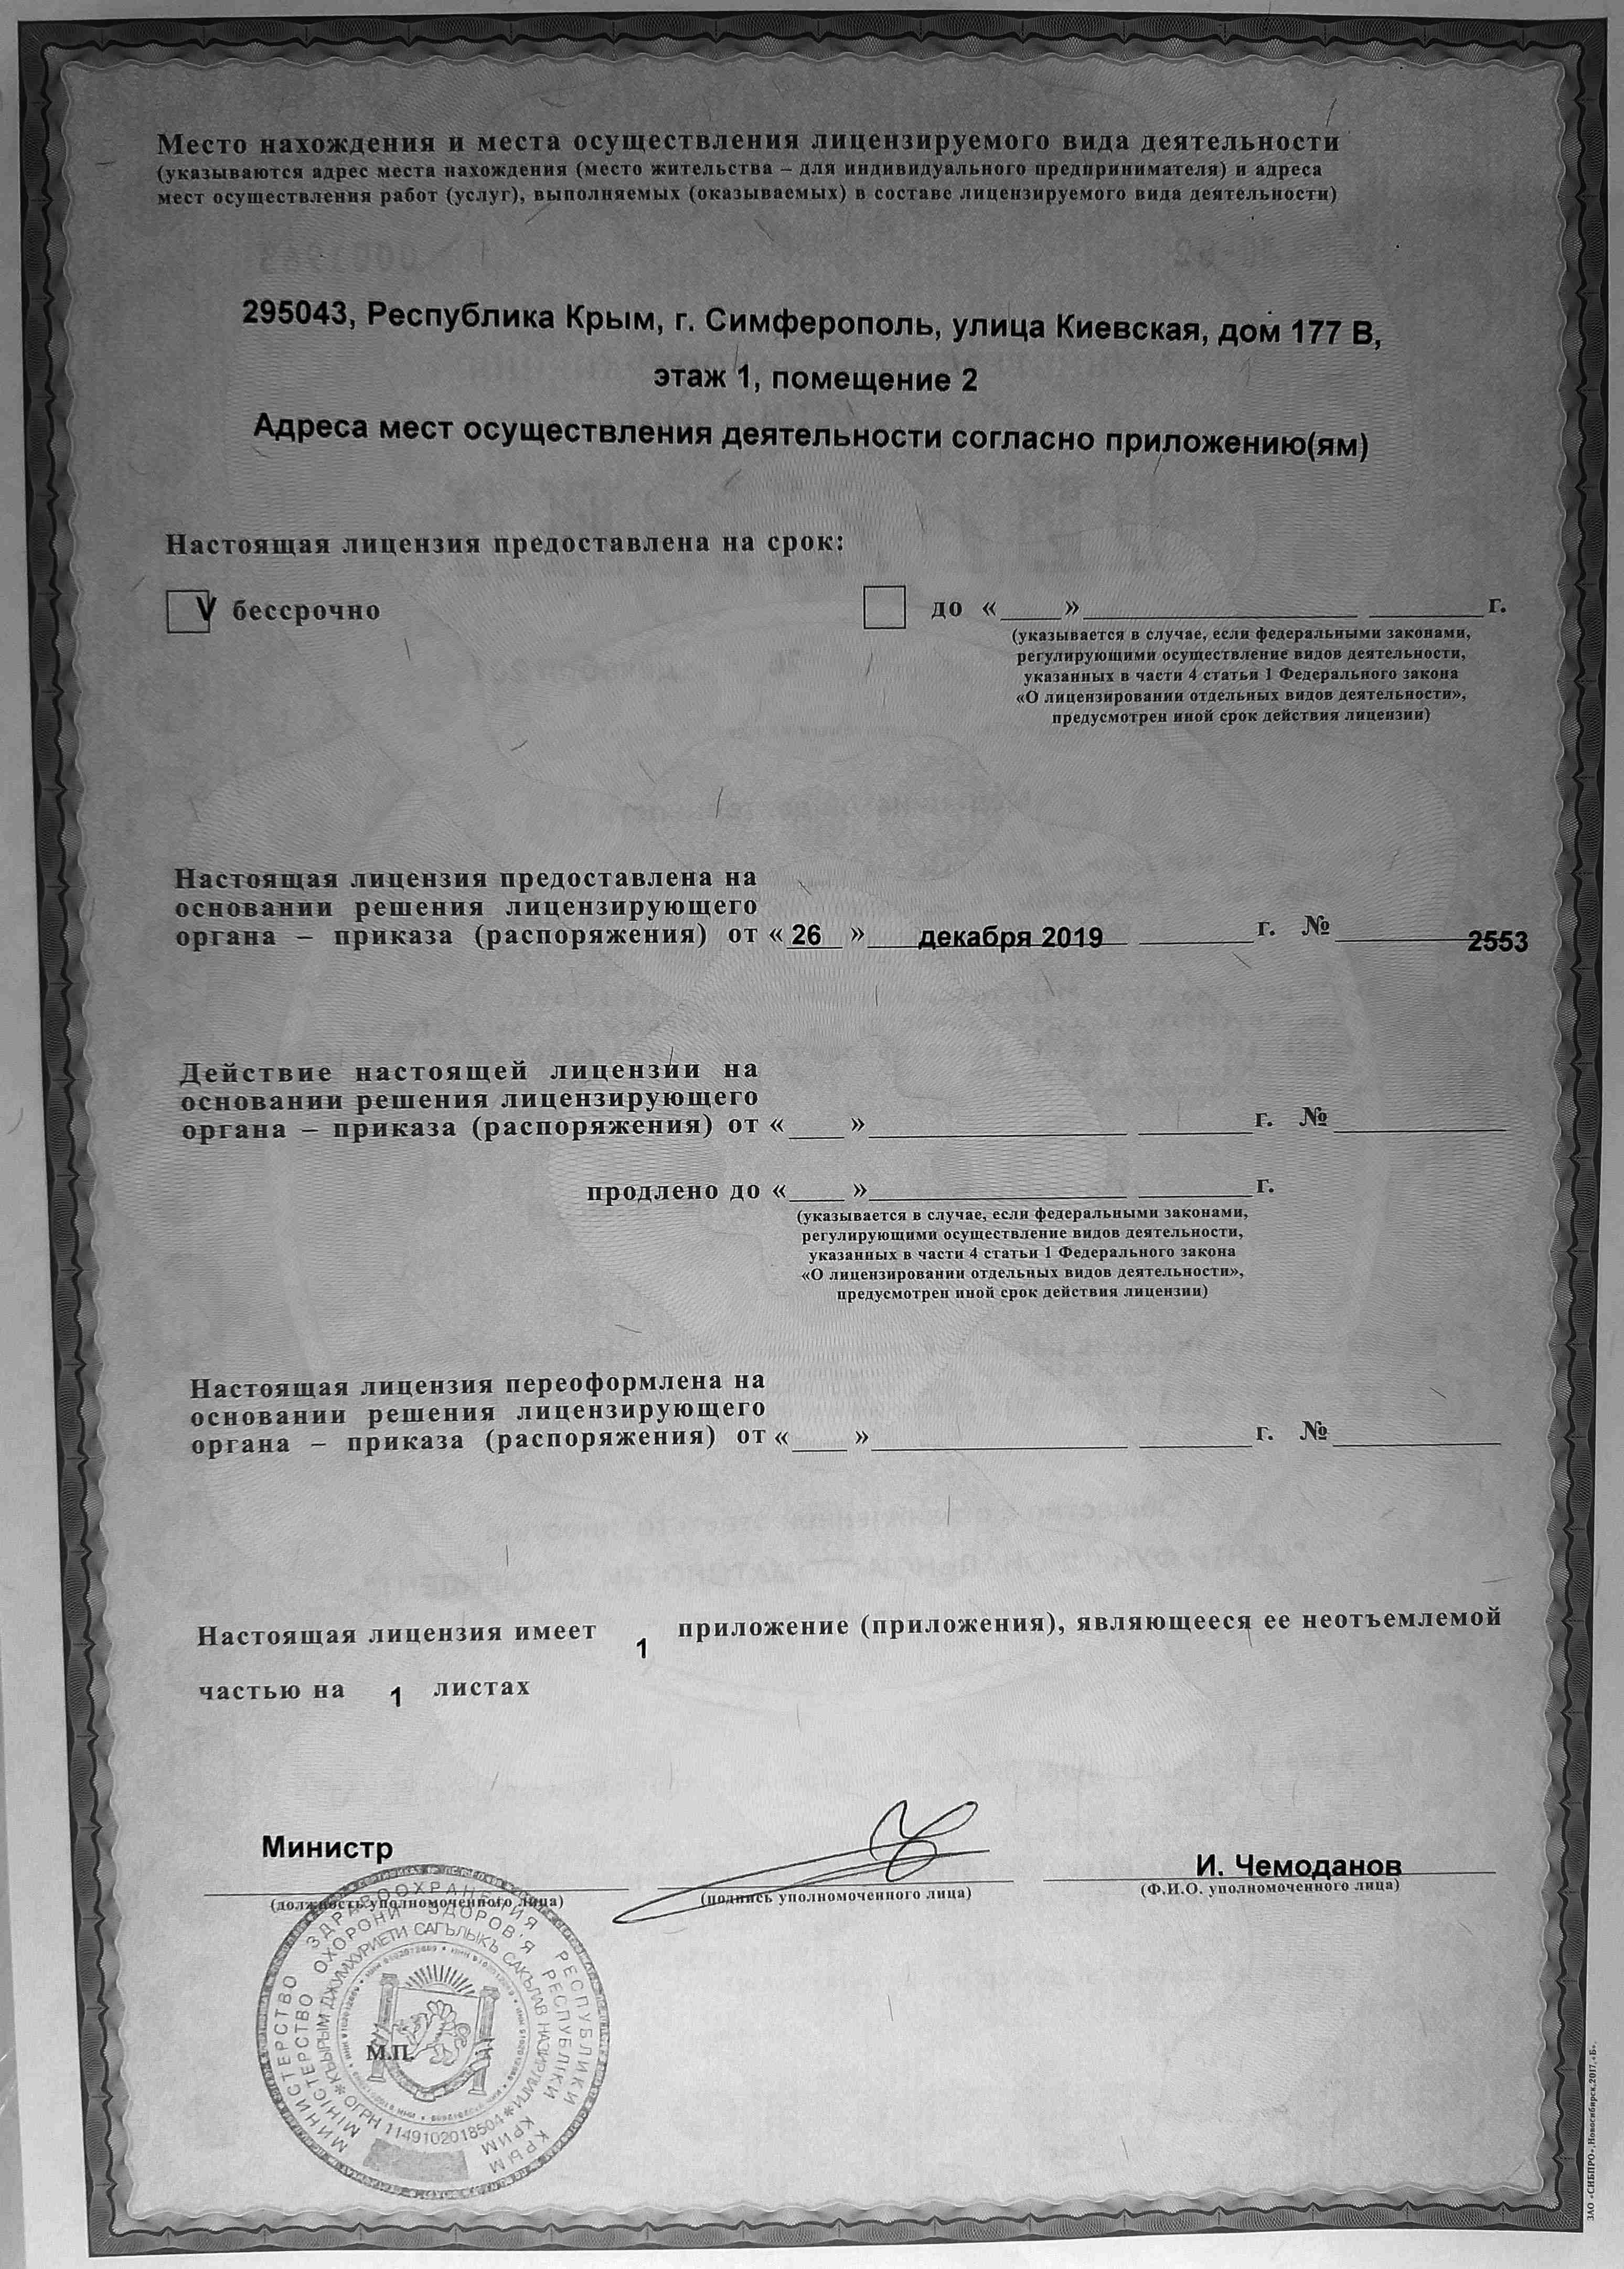 Место нахождения и места осуществления лицензируемого вида деятельности
(указываются адрес места нахождения (место жительства – для индивидуального предпринимателя) и адреса
мест осуществления работ (услуг), выполняемых (оказываемых) в составе лицензируемого вида деятельности)
295043, Республика Крым, г. Симферополь, улица Киевская, дом 177 В,
этаж 1, помещение 2
Адреса мест осуществления деятельности согласно приложению(ям)
Настоящая лицензия предоставлена на срок:
V бессрочно
до «____»____________________ ________г.
(указывается в случае, если федеральными законами,
регулирующими осуществление видов деятельности,
указанных в части 4 статьи 1 Федерального закона
«О лицензировании отдельных видов деятельности»,
предусмотрен иной срок действия лицензии)
Настоящая лицензия предоставлена на
основании решения лицензирующего
органа – приказа (распоряжения) от «26» декабря 2019 г. № 2553
Действие настоящей лицензии на
основании решения лицензирующего
органа – приказа (распоряжения) от «____»____________________ ________г. №____________
продлено до «____»____________________ ________г.
(указывается в случае, если федеральными законами,
регулирующими осуществление видов деятельности,
указанных в части 4 статьи 1 Федерального закона
«О лицензировании отдельных видов деятельности»,
предусмотрен иной срок действия лицензии)
Настоящая лицензия переоформлена на
основании решения лицензирующего
органа – приказа (распоряжения) от «____»____________________ ________г. №____________
Настоящая лицензия имеет 1 приложение (приложения), являющееся ее неотъемлемой
частью на 1 листах
Министр
И. Чемоданов
(должность уполномоченного лица)
(подпись уполномоченного лица)
(Ф.И.О. уполномоченного лица)
МИНИСТЕРСТВО ЗДРАВООХРАНЕНИЯ РЕСПУБЛИКИ КРЫМ
МІНІСТЕРСТВО ОХОРОНИ ЗДОРОВ'Я РЕСПУБЛІКИ КРИМ
КЪЫРЫМ ДЖУМХУРИЕТИ САГЪЛЫКЪ САКЪЛАВ НАЗИРЛИГИ
ОГРН 1149102018504
М.П.
ЗАО «СИБПРО», Новосибирск, 2017, «Б».